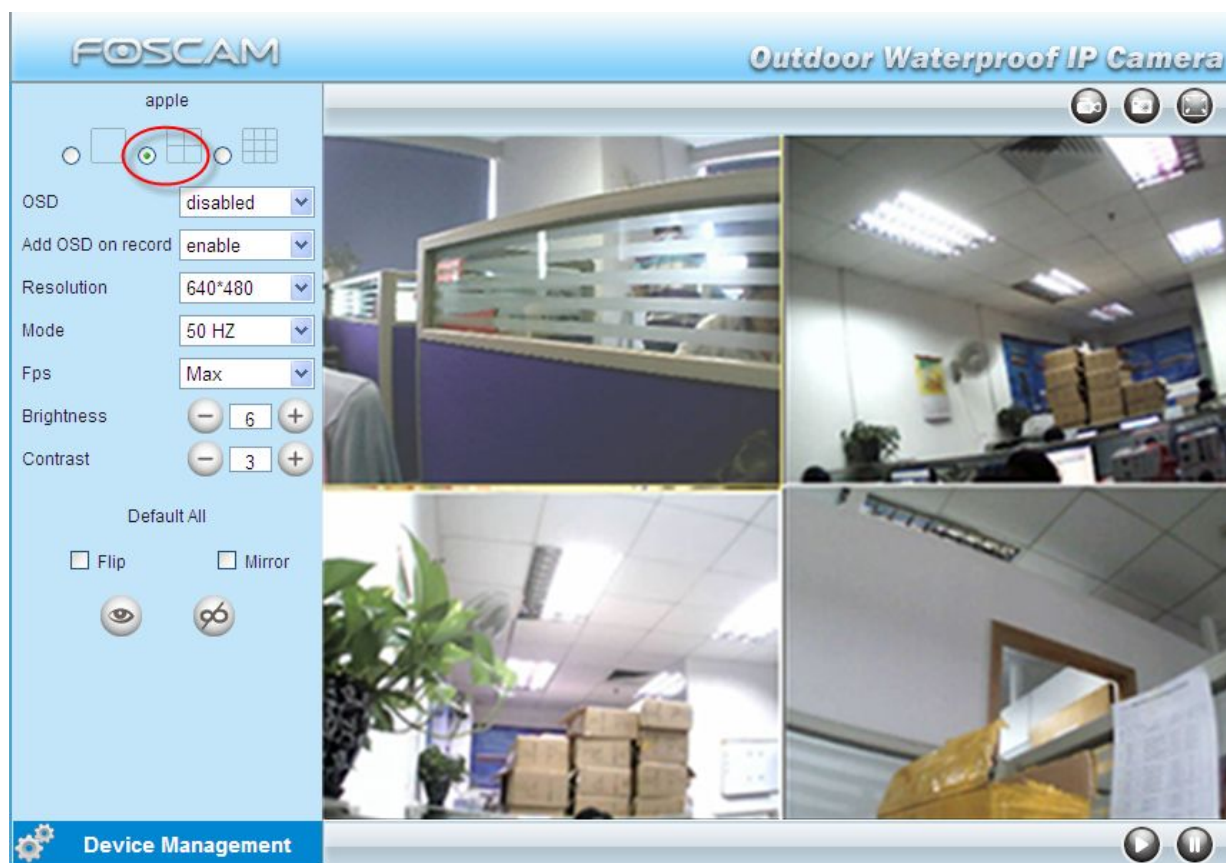 FOSCAM
Outdoor Waterproof IP Camera
apple
OSD disabled
Add OSD on record enable
Resolution 640*480
Mode 50 HZ
Fps Max
Brightness 6
Contrast 3
Default All
Flip Mirror
Device Management